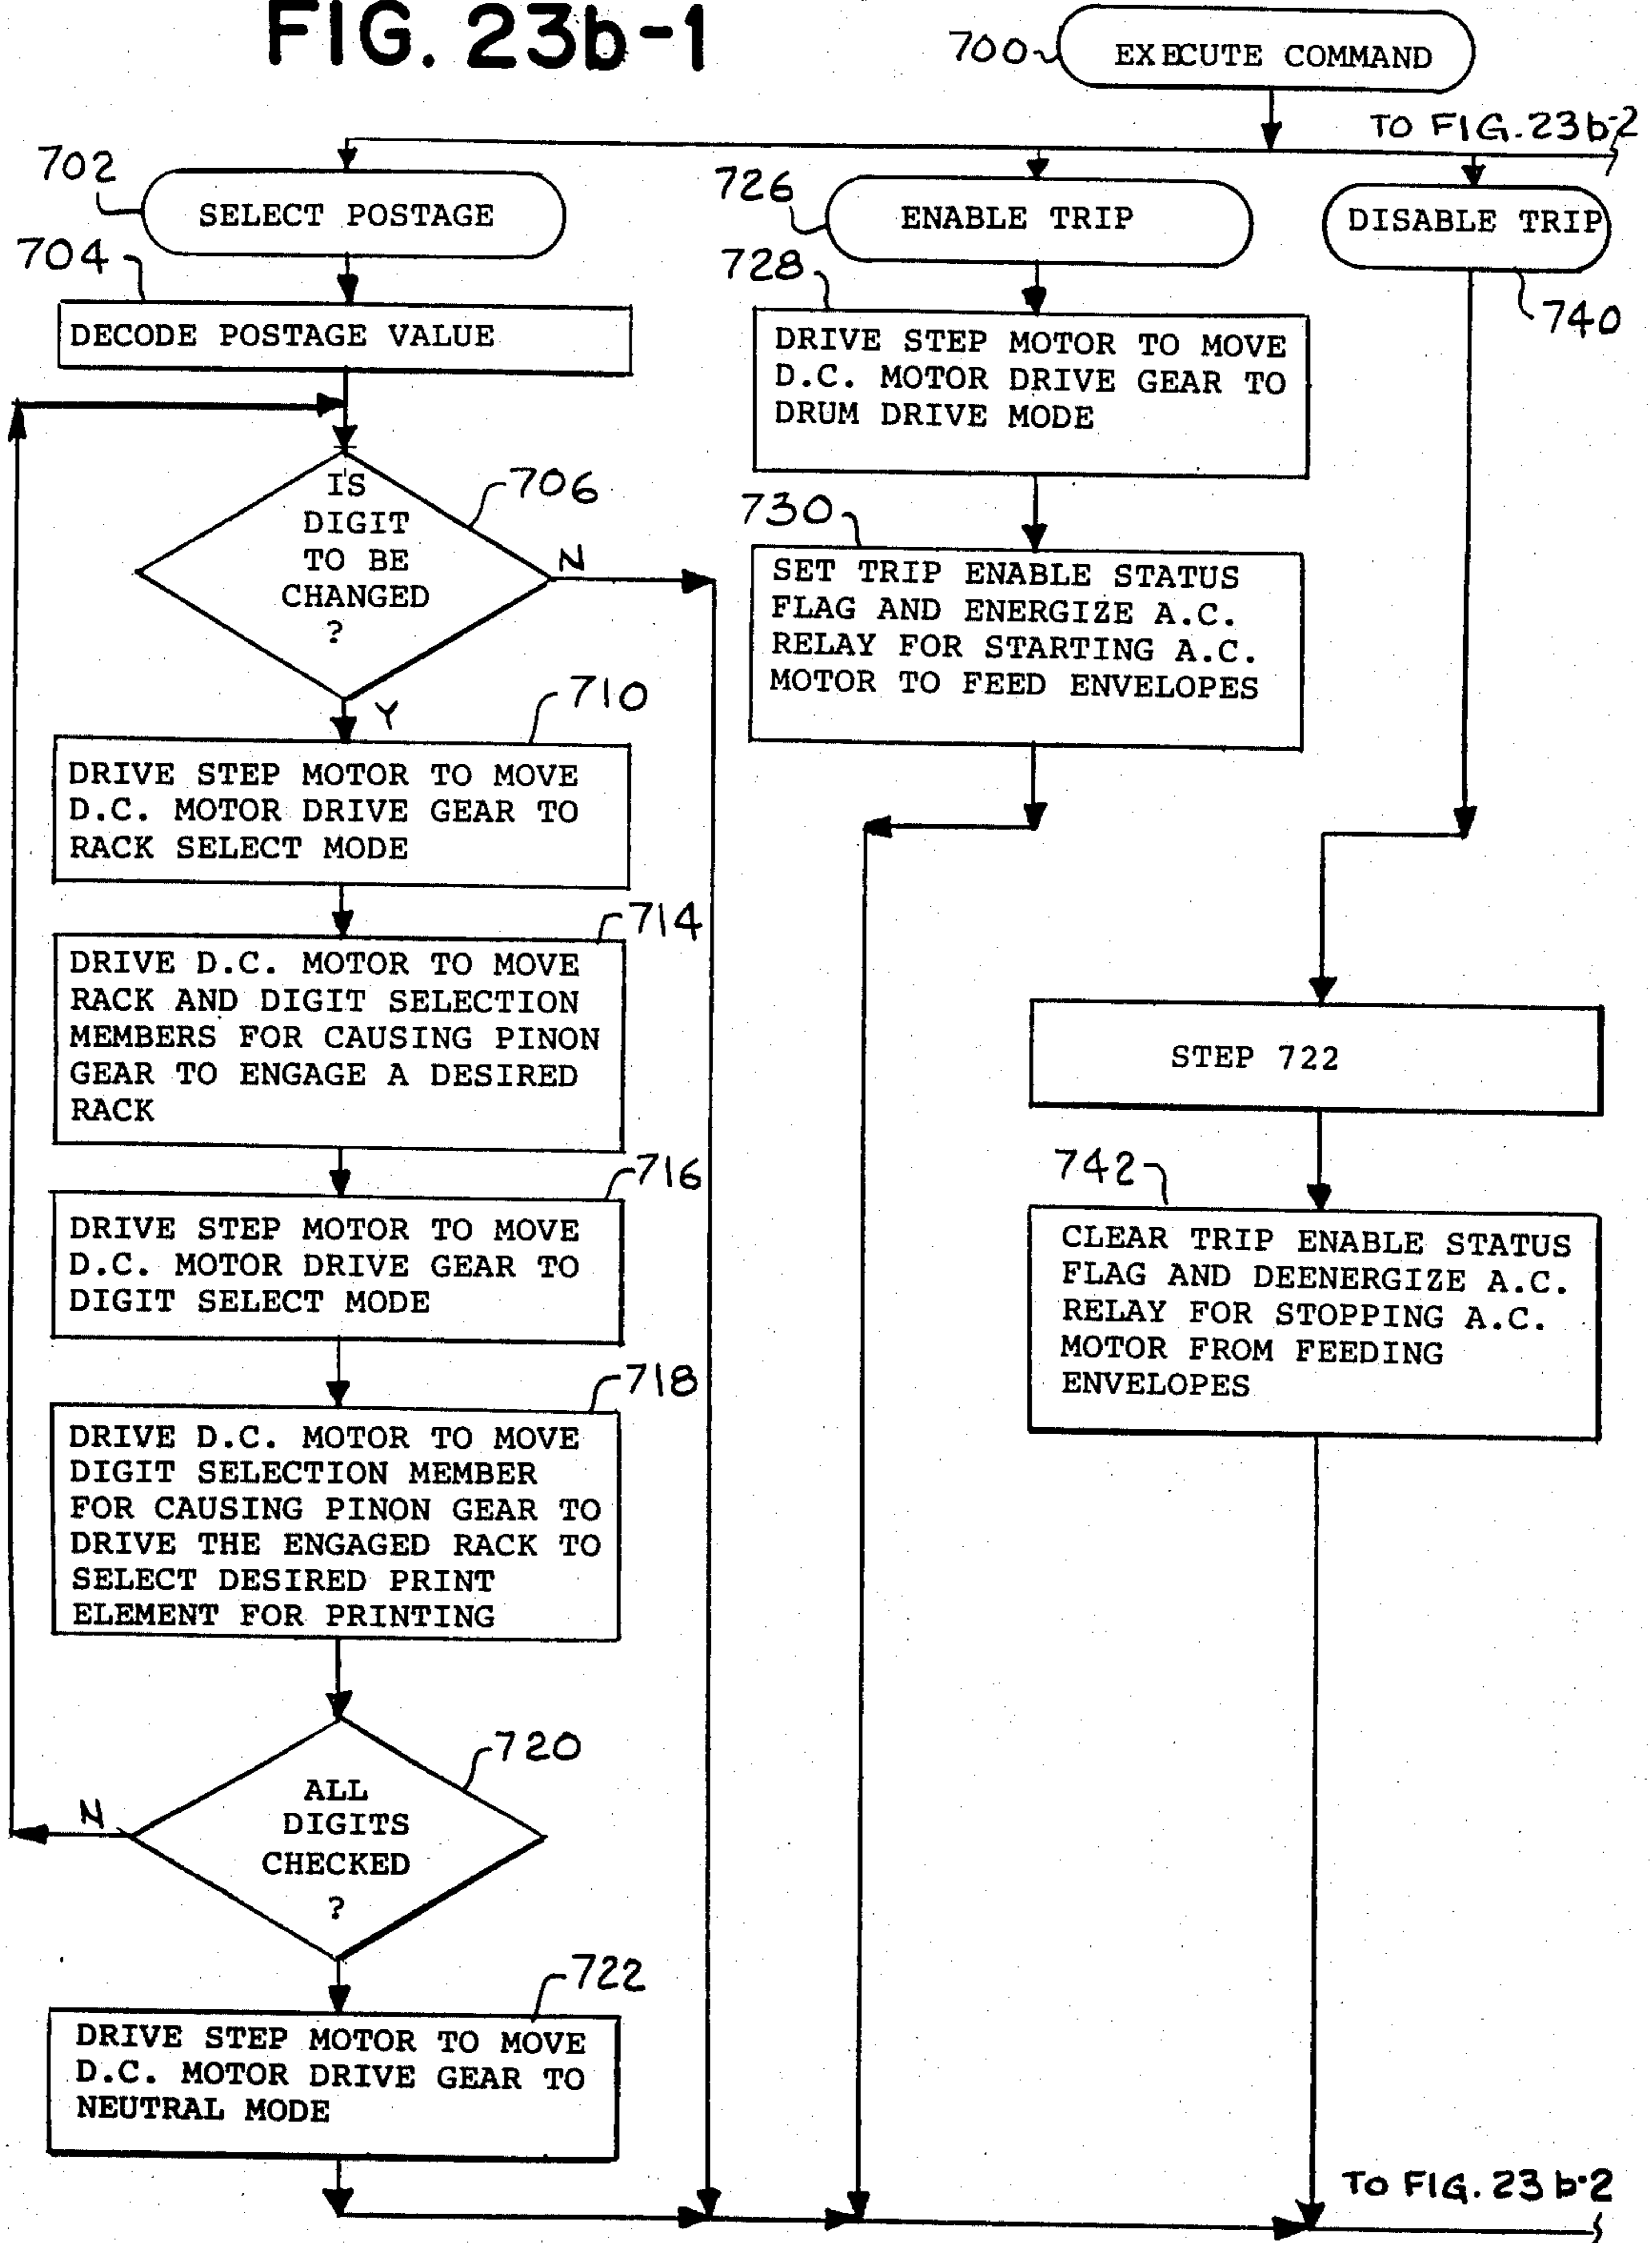 FIG. 23b-1
700
EXECUTE COMMAND
TO FIG. 23b-2
702
SELECT POSTAGE
704
DECODE POSTAGE VALUE
IS
DIGIT
TO BE
CHANGED
?
706
N
Y
710
DRIVE STEP MOTOR TO MOVE
D.C. MOTOR DRIVE GEAR TO
RACK SELECT MODE
714
DRIVE D.C. MOTOR TO MOVE
RACK AND DIGIT SELECTION
MEMBERS FOR CAUSING PINON
GEAR TO ENGAGE A DESIRED
RACK
716
DRIVE STEP MOTOR TO MOVE
D.C. MOTOR DRIVE GEAR TO
DIGIT SELECT MODE
718
DRIVE D.C. MOTOR TO MOVE
DIGIT SELECTION MEMBER
FOR CAUSING PINON GEAR TO
DRIVE THE ENGAGED RACK TO
SELECT DESIRED PRINT
ELEMENT FOR PRINTING
720
ALL
DIGITS
CHECKED
?
N
722
DRIVE STEP MOTOR TO MOVE
D.C. MOTOR DRIVE GEAR TO
NEUTRAL MODE
726
ENABLE TRIP
728
DRIVE STEP MOTOR TO MOVE
D.C. MOTOR DRIVE GEAR TO
DRUM DRIVE MODE
730
SET TRIP ENABLE STATUS
FLAG AND ENERGIZE A.C.
RELAY FOR STARTING A.C.
MOTOR TO FEED ENVELOPES
DISABLE TRIP
740
STEP 722
742
CLEAR TRIP ENABLE STATUS
FLAG AND DEENERGIZE A.C.
RELAY FOR STOPPING A.C.
MOTOR FROM FEEDING
ENVELOPES
TO FIG. 23b-2